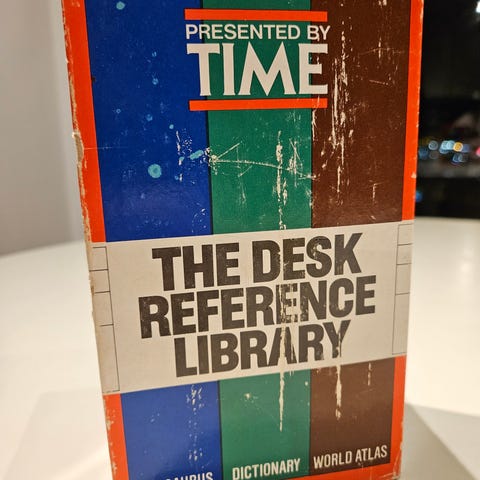 PRESENTED BY
TIME
THE DESK
REFERENCE
LIBRARY
DICTIONARY WORLD ATLAS